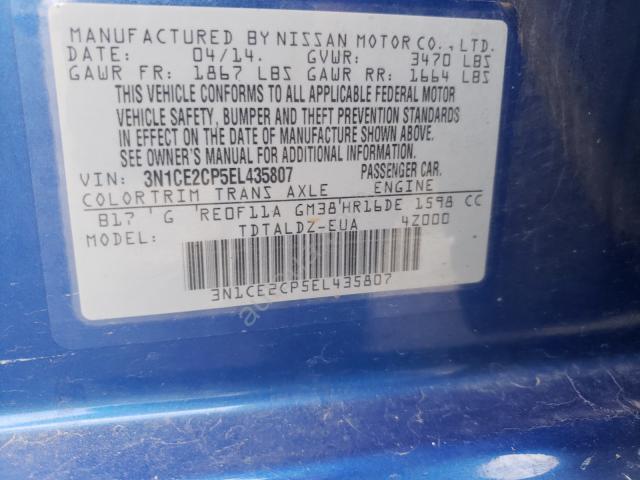 MANUFACTURED BY NISSAN MOTOR CO., LTD.
DATE: 04/14. GVWR: 3470 LBS
GAWR FR: 1867 LBS GAWR RR: 1664 LBS
THIS VEHICLE CONFORMS TO ALL APPLICABLE FEDERAL MOTOR
VEHICLE SAFETY, BUMPER AND THEFT PREVENTION STANDARDS
IN EFFECT ON THE DATE OF MANUFACTURE SHOWN ABOVE.
SEE OWNER'S MANUAL FOR ADDITIONAL INFORMATION.
VIN: 3N1CE2CP5EL435807 PASSENGER CAR.
COLOR TRIM TRANS AXLE ENGINE
B17 G RE0F11A GM38 HR16DE 1598 CC
MODEL: TDTALDZ-EUA 4Z000
3N1CE2CP5EL435807